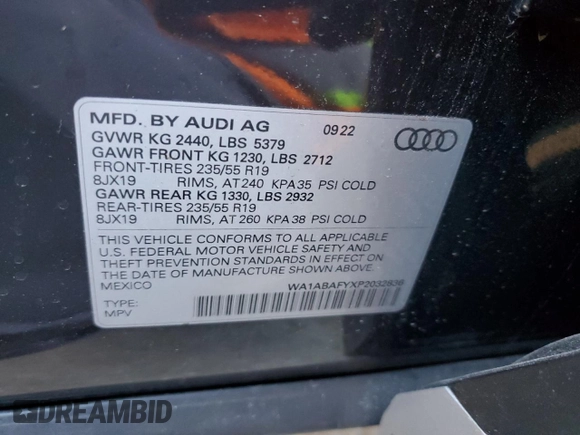 MFD. BY AUDI AG 09.22
GVWR KG 2440, LBS 5379
GAWR FRONT KG 1230, LBS 2712
FRONT-TIRES 235/55 R19
8JX19 RIMS, AT 240 KPA 35 PSI COLD
GAWR REAR KG 1330, LBS 2932
REAR-TIRES 235/55 R19
8JX19 RIMS, AT 260 KPA 38 PSI COLD
THIS VEHICLE CONFORMS TO ALL APPLICABLE
U.S. FEDERAL MOTOR VEHICLE SAFETY AND
THEFT PREVENTION STANDARDS IN EFFECT ON
THE DATE OF MANUFACTURE SHOWN ABOVE.
MEXICO WA1ABAFYXP2032836
TYPE:
MPV
DREAMBID